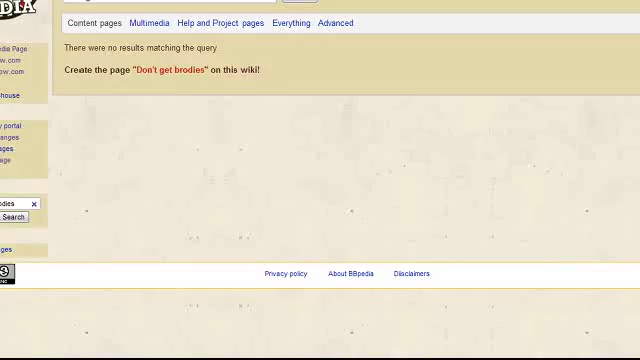 Content pages Multimedia Help and Project pages Everything Advanced
There were no results matching the query
Create the page "Don't get brodies" on this wiki!
Page
Search
Privacy policy About BBpedia Disclaimers